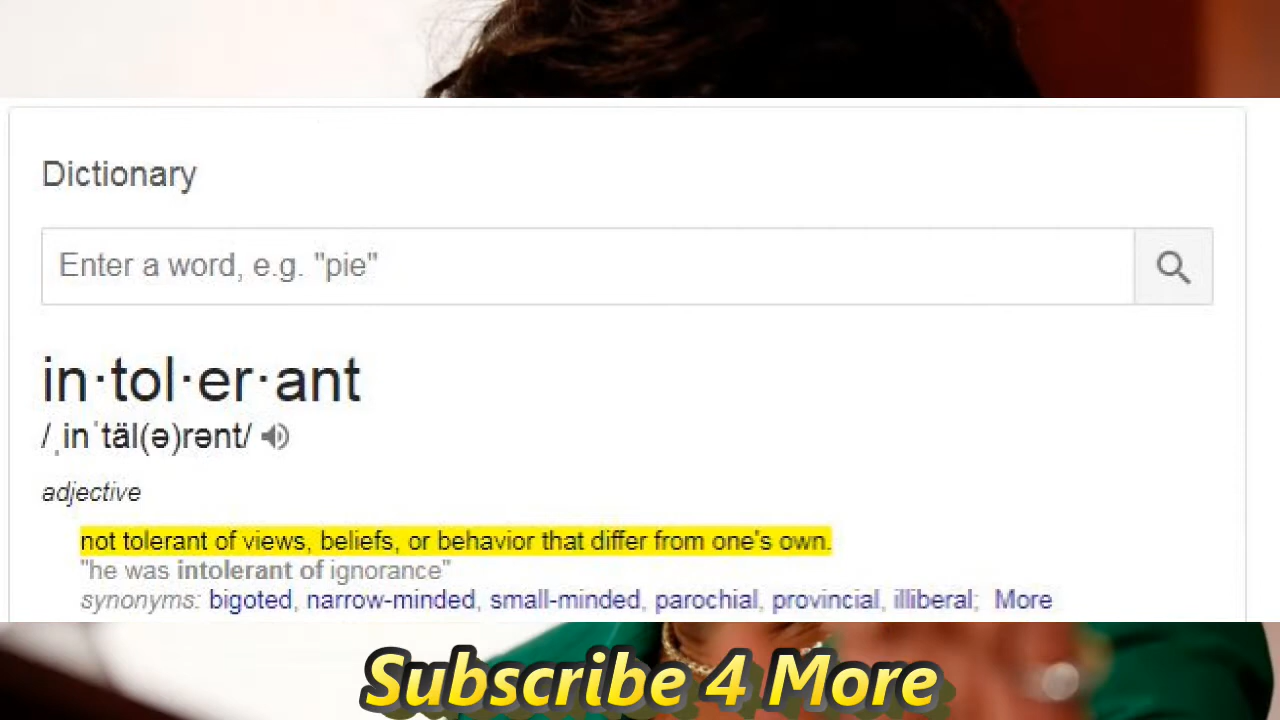 Dictionary
Enter a word, e.g. "pie"
in·tol·er·ant
/ˌinˈtäl(ə)rənt/
adjective
not tolerant of views, beliefs, or behavior that differ from one's own.
"he was intolerant of ignorance"
synonyms: bigoted, narrow-minded, small-minded, parochial, provincial, illiberal; More
Subscribe 4 More